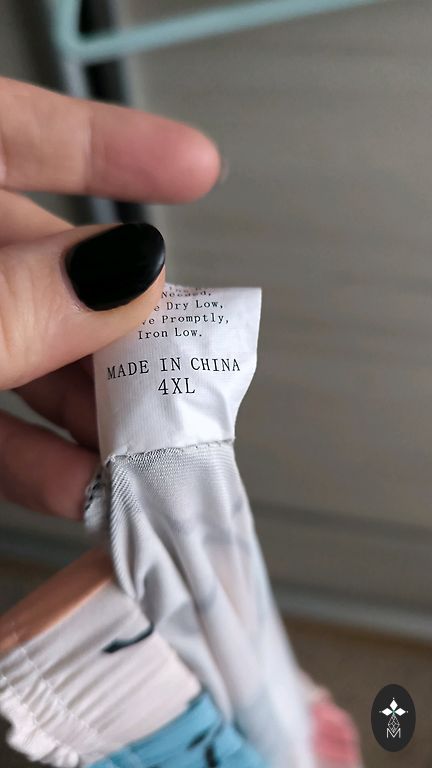 Needed,
Dry Low,
Promptly,
Iron Low.
MADE IN CHINA
4XL